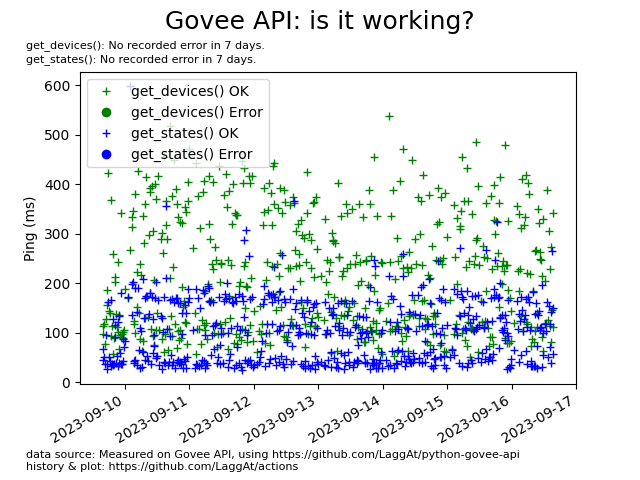 Govee API: is it working?
get_devices(): No recorded error in 7 days.
get_states(): No recorded error in 7 days.
600
500
400
300
200
100
0
Ping (ms)
get_devices() OK
get_devices() Error
get_states() OK
get_states() Error
2023-09-10
2023-09-11
2023-09-12
2023-09-13
2023-09-14
2023-09-15
2023-09-16
2023-09-17
data source: Measured on Govee API, using https://github.com/LaggAt/python-govee-api
history & plot: https://github.com/LaggAt/actions